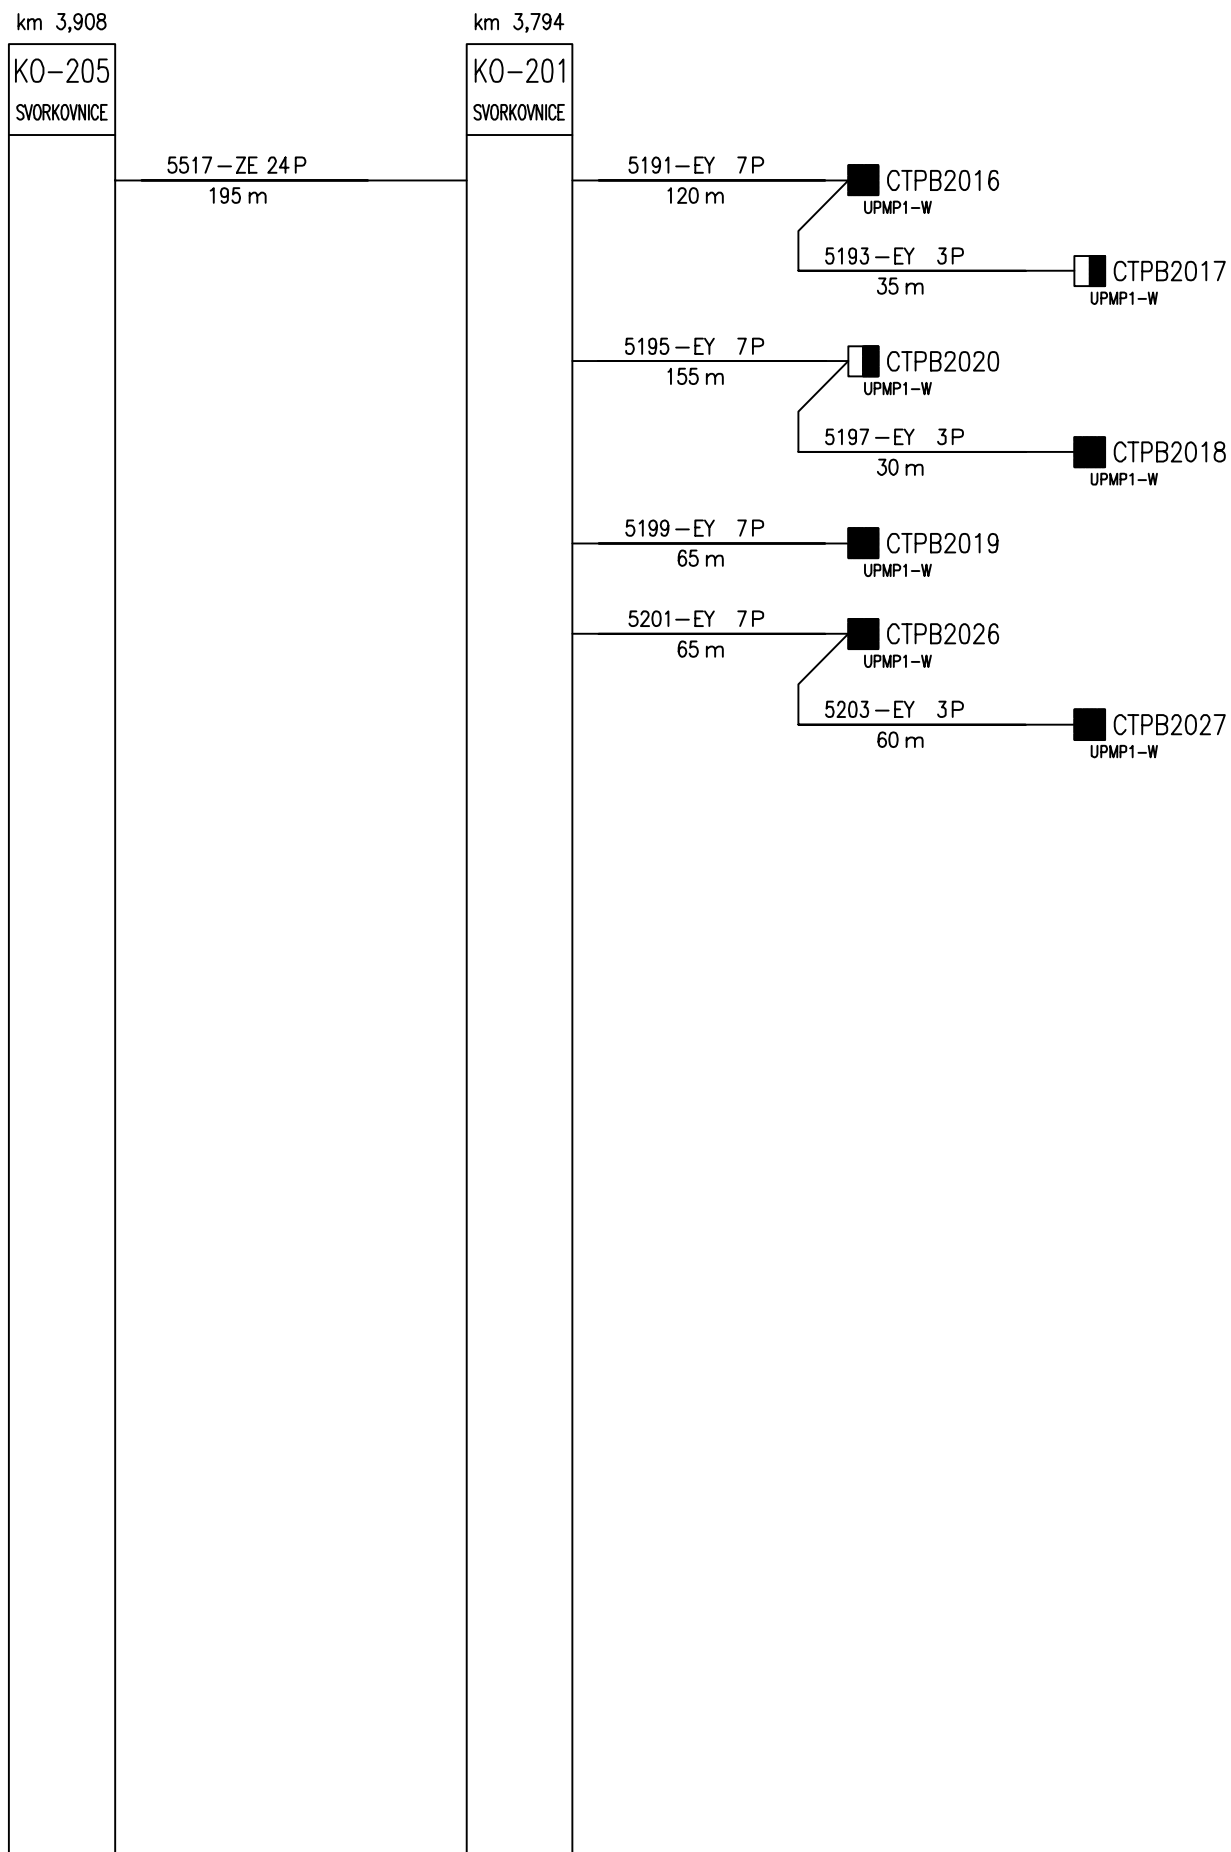 km 3,908
km 3,794
KO-205
SVORKOVNICE
KO-201
SVORKOVNICE
5517-ZE 24P
195 m
5191-EY 7P
120 m
CTPB2016
UPMP1-W
5193-EY 3P
35 m
CTPB2017
UPMP1-W
5195-EY 7P
155 m
CTPB2020
UPMP1-W
5197-EY 3P
30 m
CTPB2018
UPMP1-W
5199-EY 7P
65 m
CTPB2019
UPMP1-W
5201-EY 7P
65 m
CTPB2026
UPMP1-W
5203-EY 3P
60 m
CTPB2027
UPMP1-W